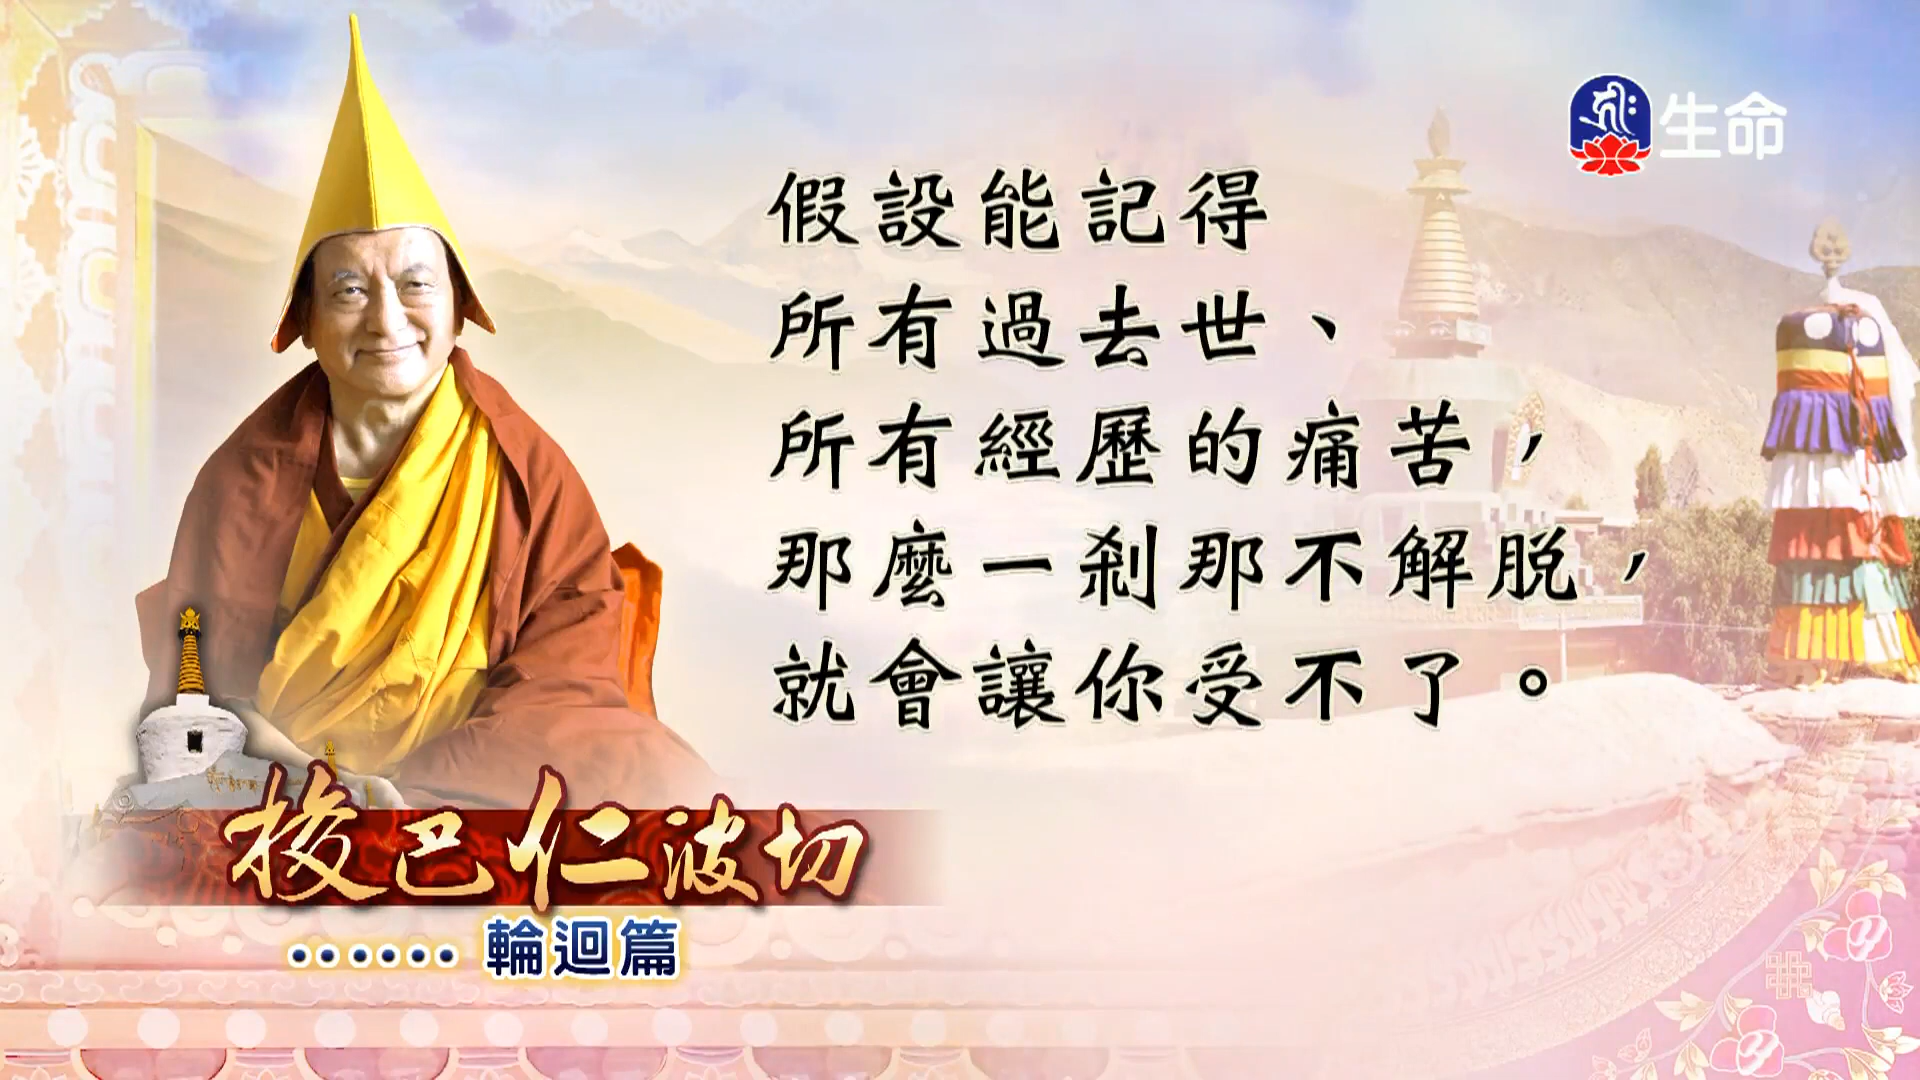 生命
假設能記得
所有過去世、
所有經歷的痛苦，
那麼一剎那不解脫，
就會讓你受不了。
梭巴仁波切
…… 輪迴篇